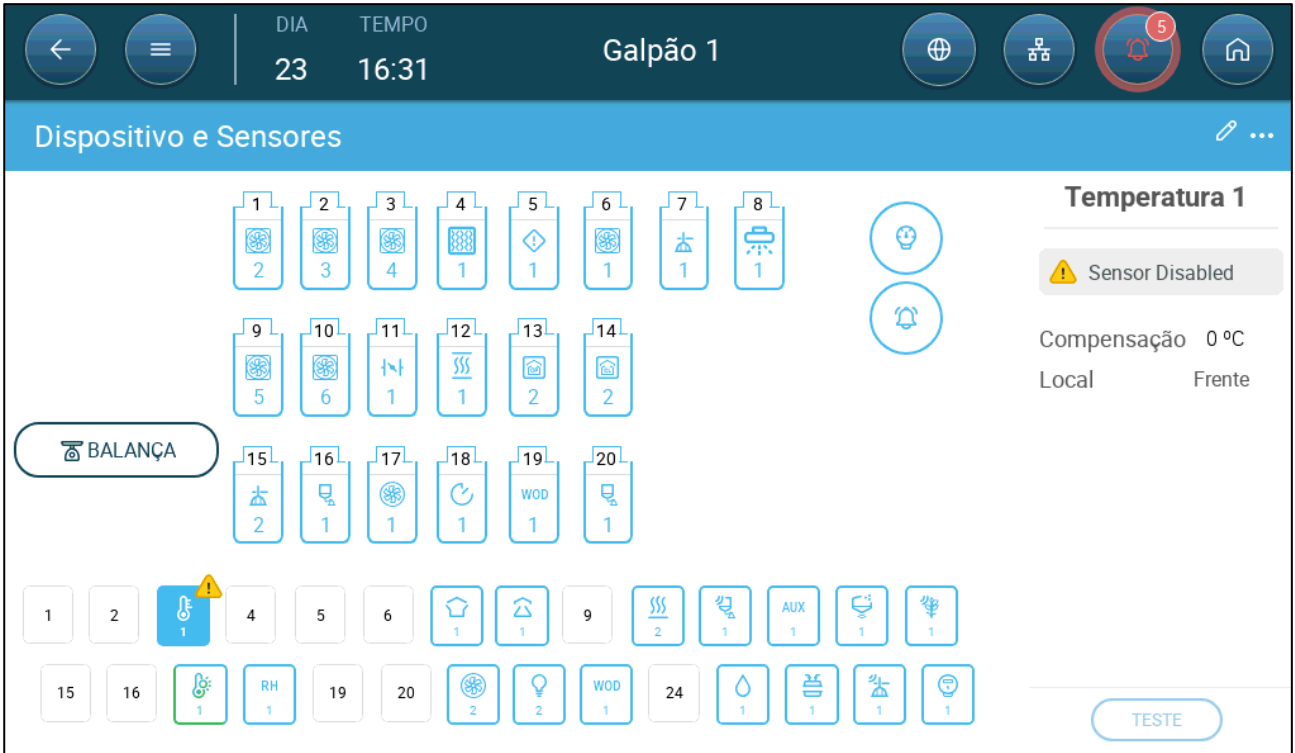 DIA TEMPO
23 16:31
Galpão 1
5
Dispositivo e Sensores
1 2 3 4 5 6 7 8
2 3 4 1 1 1 1 1
9 10 11 12 13 14
5 6 1 1 2 2
BALANÇA
15 16 17 18 19 20
WOD
2 1 1 1 1 1
1 2 1 4 5 6 1 1 9 2 1 AUX 1 1 1
15 16 1 RH 1 19 20 2 2 WOD 1 24 1 1 1 1
Temperatura 1
Sensor Disabled
Compensação 0 ºC
Local Frente
TESTE